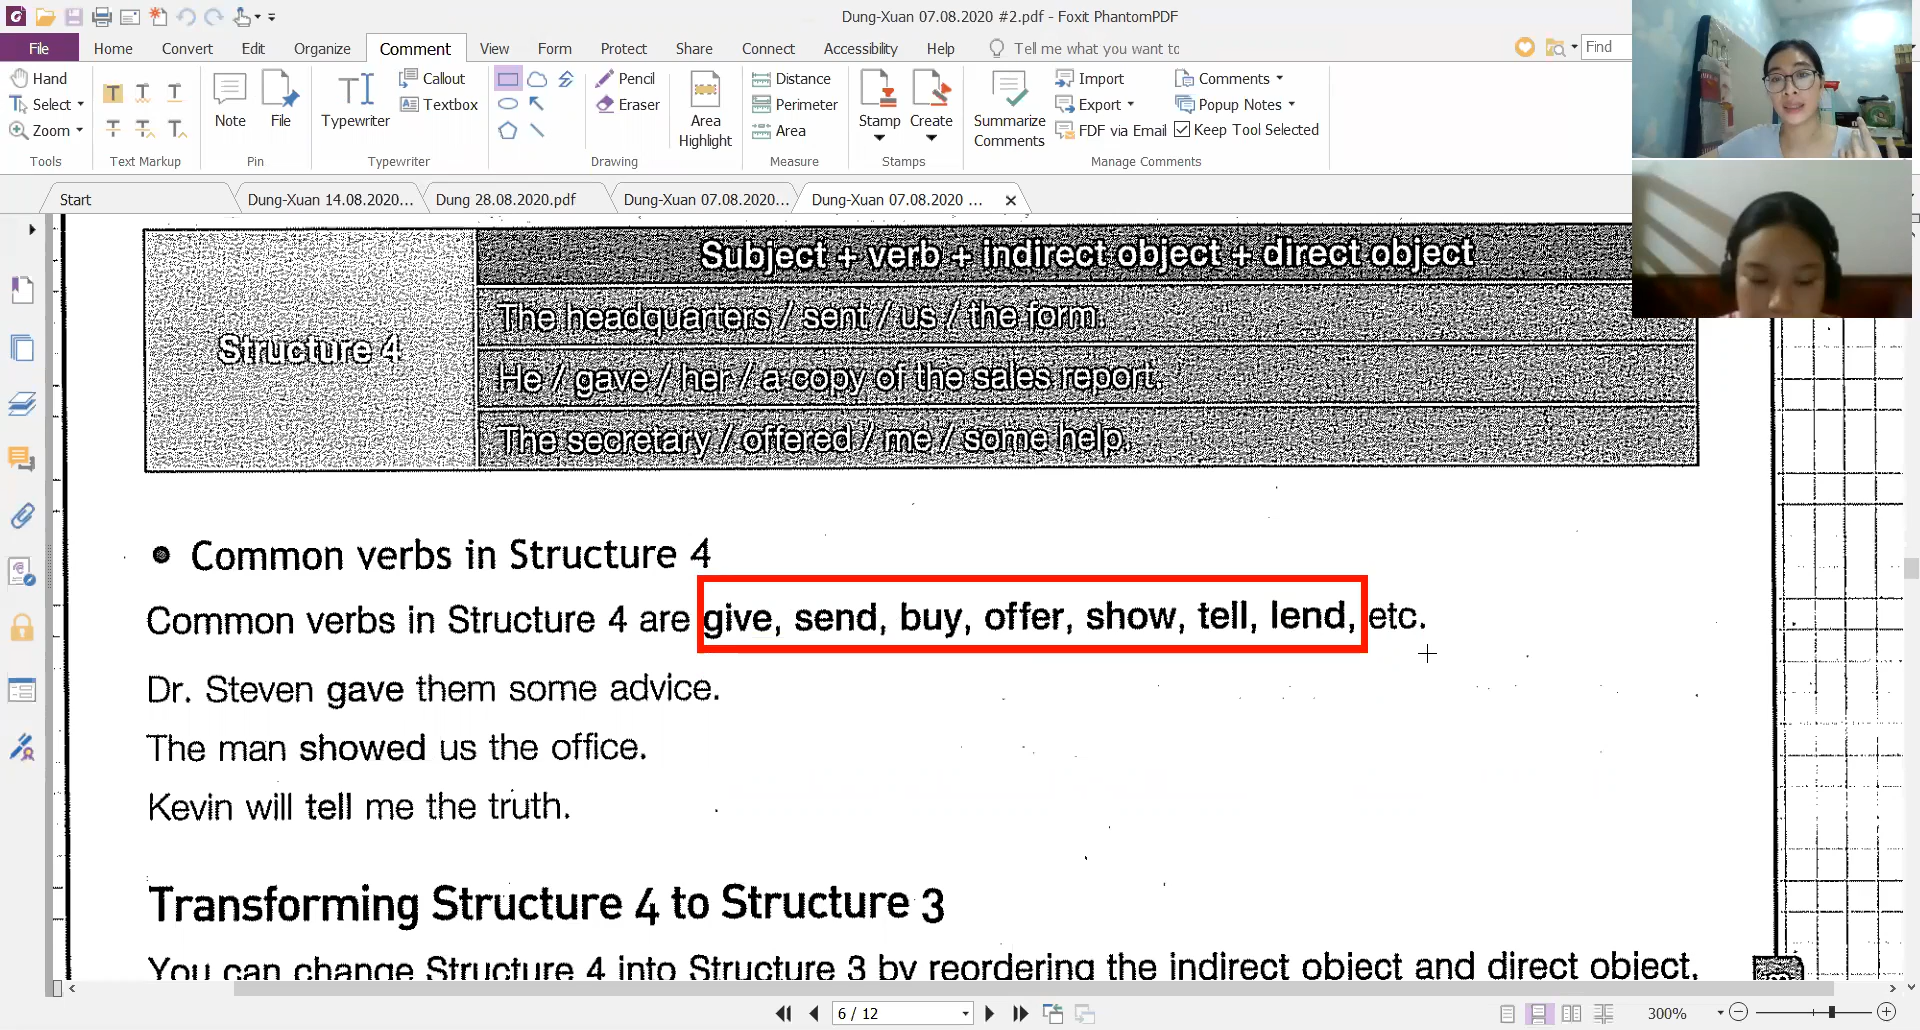 Dung-Xuan 07.08.2020 #2.pdf - Foxit PhantomPDF
File Home Convert Edit Organize Comment View Form Protect Share Connect Accessibility Help Tell me what you want to Find
Hand
Select
Zoom
Tools
Text Markup
Note
File
Pin
Typewriter
Callout
Textbox
Typewriter
Pencil
Eraser
Area Highlight
Drawing
Distance
Perimeter
Area
Measure
Stamp
Create
Stamps
Summarize Comments
Import
Export
FDF via Email
Comments
Popup Notes
Keep Tool Selected
Manage Comments
Start
Dung-Xuan 14.08.2020...
Dung 28.08.2020.pdf
Dung-Xuan 07.08.2020...
Dung-Xuan 07.08.2020 ...
Structure 4
Subject + verb + indirect object + direct object
The headquarters / sent / us / the form.
He / gave / her / a copy of the sales report.
The secretary / offered / me / some help.
Common verbs in Structure 4
Common verbs in Structure 4 are give, send, buy, offer, show, tell, lend, etc.
Dr. Steven gave them some advice.
The man showed us the office.
Kevin will tell me the truth.
Transforming Structure 4 to Structure 3
You can change Structure 4 into Structure 3 by reordering the indirect object and direct object,
6 / 12
300%